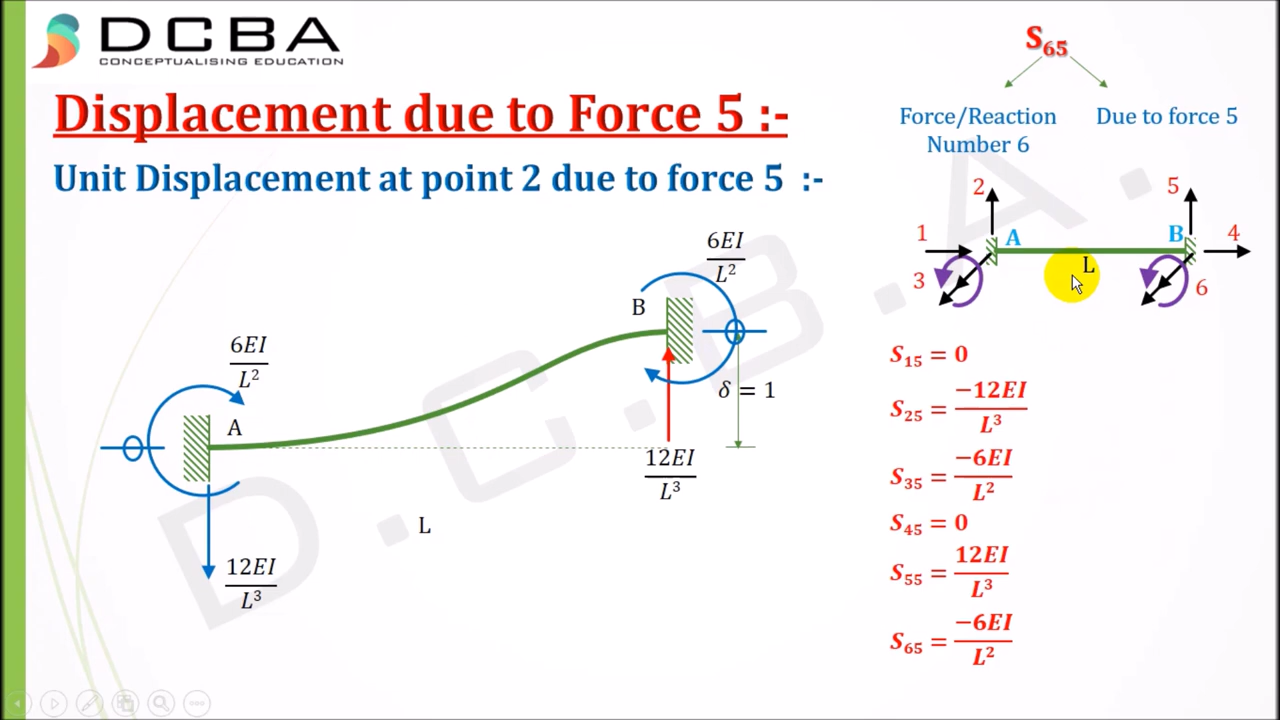 DCBA
CONCEPTUALISING EDUCATION
Displacement due to Force 5 :-
Unit Displacement at point 2 due to force 5 :-
S₆₅
Force/Reaction
Number 6
Due to force 5
1
2
3
A
L
B
5
4
6
6EI/L²
A
12EI/L³
L
B
6EI/L²
δ = 1
12EI/L³
S₁₅ = 0
S₂₅ = -12EI/L³
S₃₅ = -6EI/L²
S₄₅ = 0
S₅₅ = 12EI/L³
S₆₅ = -6EI/L²
D.C.B.A.